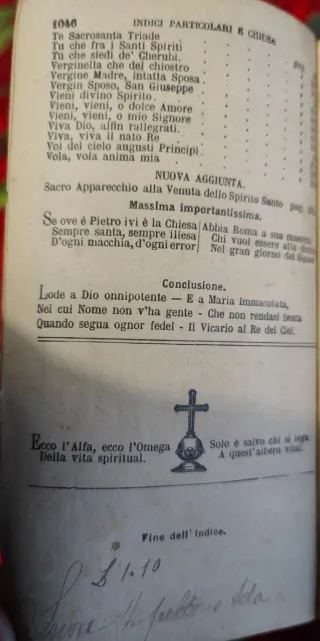 1046 INDICI PARTICOLARI E CHIUSA
Te Sacrosanta Triade
Tu che fra i Santi Spiriti
Tu che siedi de' Cherubi.
Verginella che del chiostro
Vergine Madre, intatta Sposa
Vergin Sposo, San Giuseppe
Vieni divino Spirito
Vieni, vieni, o dolce Amore
Vieni, vieni, o mio Signore
Viva Dio, alfin rallegrati.
Viva, viva il nato Re
Voi del cielo augusti Principi
Vola, vola anima mia
NUOVA AGGIUNTA.
Sacro Apparecchio alla Venuta dello Spirito Santo pag.
Massima importantissima.
Se ove è Pietro ivi è la Chiesa
Sempre santa, sempre illesa
D'ogni macchia, d'ogni error
Abbia Roma a sua maestra
Chi vuol essere alla
Nel gran giorno del Signor
Conclusione.
Lode a Dio onnipotente — E a Maria Immacolata,
Nel cui Nome non v'ha gente - Che non rendasi beata
Quando segua ognor fedel - Il Vicario al Re dei Ciel.
Ecco l'Alfa, ecco l'Omega
Della vita spiritual.
Solo è salvo chi si lega
A quest'albero vital.
Fine dell'Indice.
£ 1.10